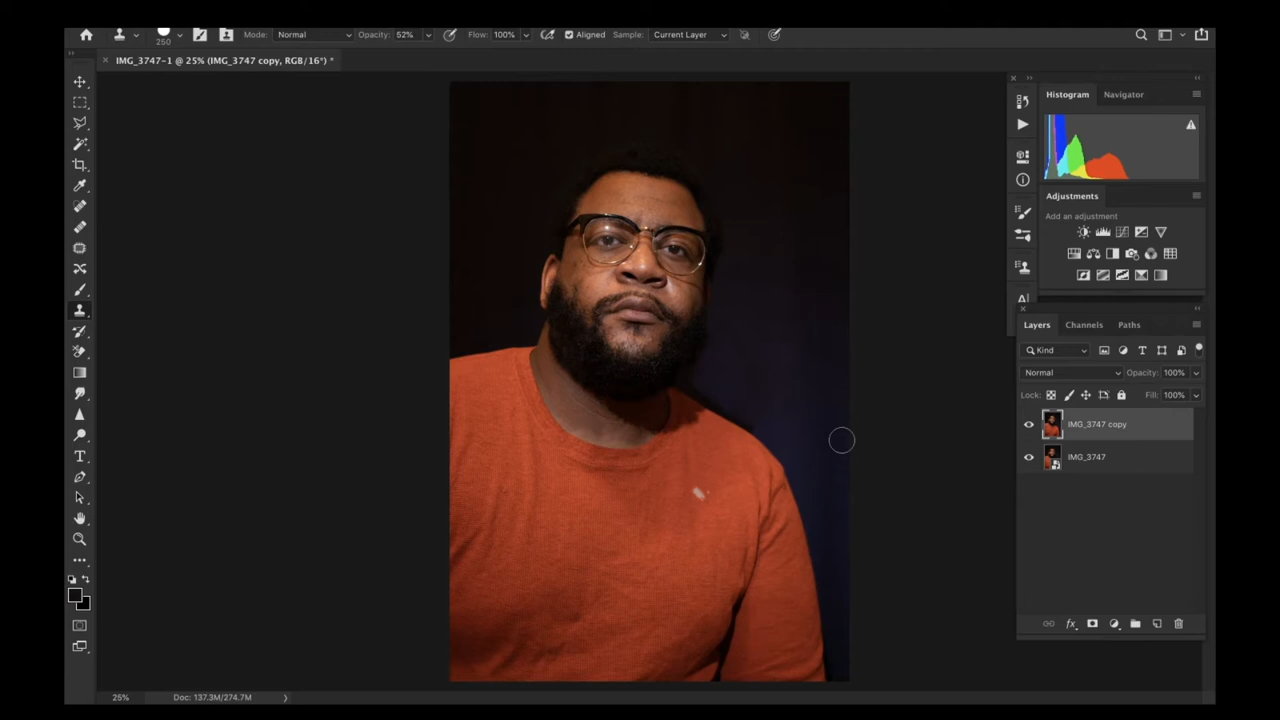 250
Mode: Normal Opacity: 52% Flow: 100% Aligned Sample: Current Layer
IMG_3747-1 @ 25% (IMG_3747 copy, RGB/16*) *
Histogram Navigator
Adjustments
Add an adjustment
A
Layers Channels Paths
Kind
Normal Opacity: 100%
Lock: Fill: 100%
IMG_3747 copy
IMG_3747
fx
25% Doc: 137.3M/274.7M